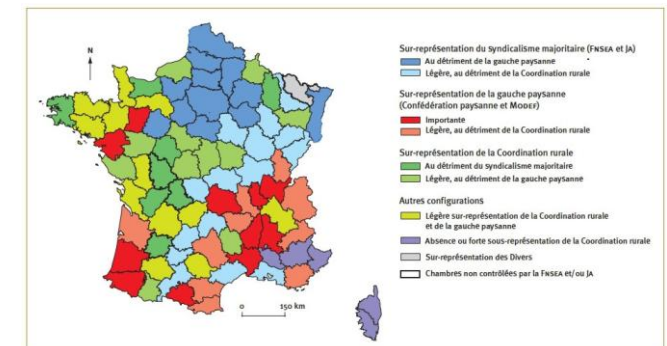 N
Sur-représentation du syndicalisme majoritaire (FNSEA et JA)
Au détriment de la gauche paysanne
Légère, au détriment de la Coordination rurale
Sur-représentation de la gauche paysanne
(Confédération paysanne et MODEF)
Importante
Légère, au détriment de la Coordination rurale
Sur-représentation de la Coordination rurale
Au détriment du syndicalisme majoritaire
Légère, au détriment de la gauche paysanne
Autres configurations
Légère sur-représentation de la Coordination rurale
et de la gauche paysanne
Absence ou forte sous-représentation de la Coordination rurale
Sur-représentation des Divers
Chambres non contrôlées par la FNSEA et/ou JA
0 150 km